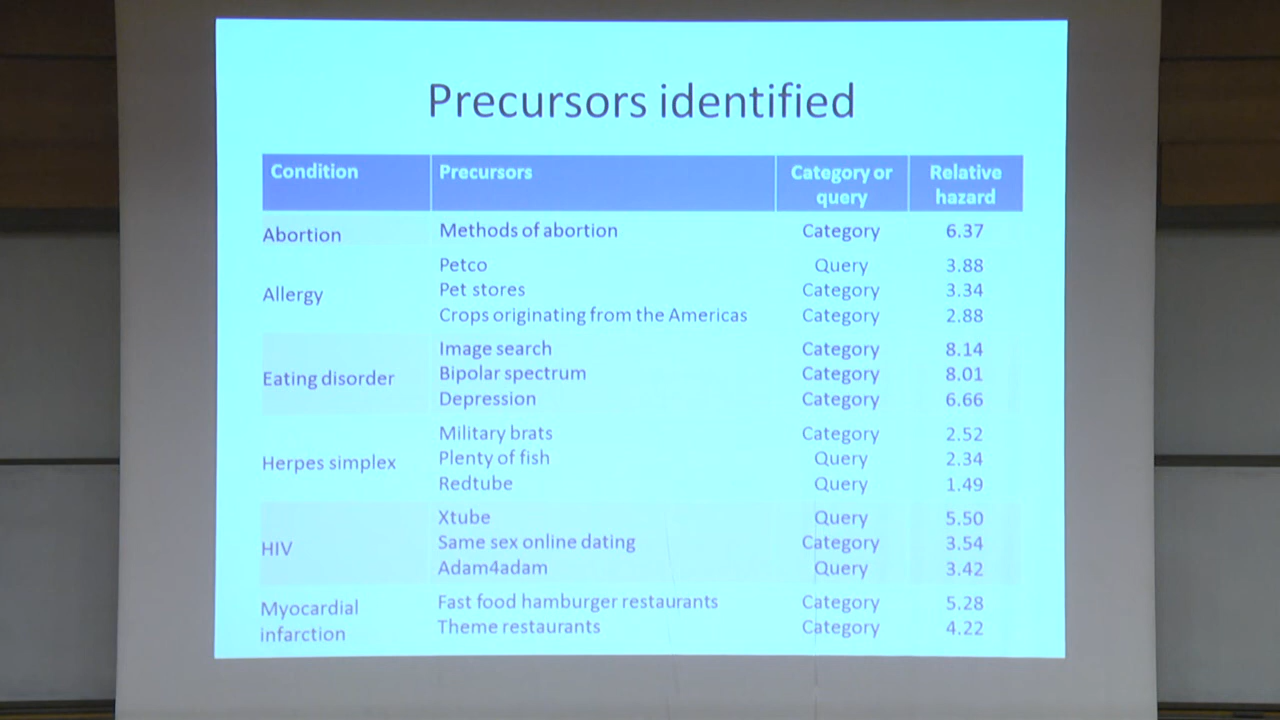 Precursors identified
Condition Precursors Category or query Relative hazard
Abortion Methods of abortion Category 6.37
Allergy Petco Query 3.88
Pet stores Category 3.34
Crops originating from the Americas Category 2.88
Eating disorder Image search Category 8.14
Bipolar spectrum Category 8.01
Depression Category 6.66
Herpes simplex Military brats Category 2.52
Plenty of fish Query 2.34
Redtube Query 1.49
HIV Xtube Query 5.50
Same sex online dating Category 3.54
Adam4adam Query 3.42
Myocardial infarction Fast food hamburger restaurants Category 5.28
Theme restaurants Category 4.22